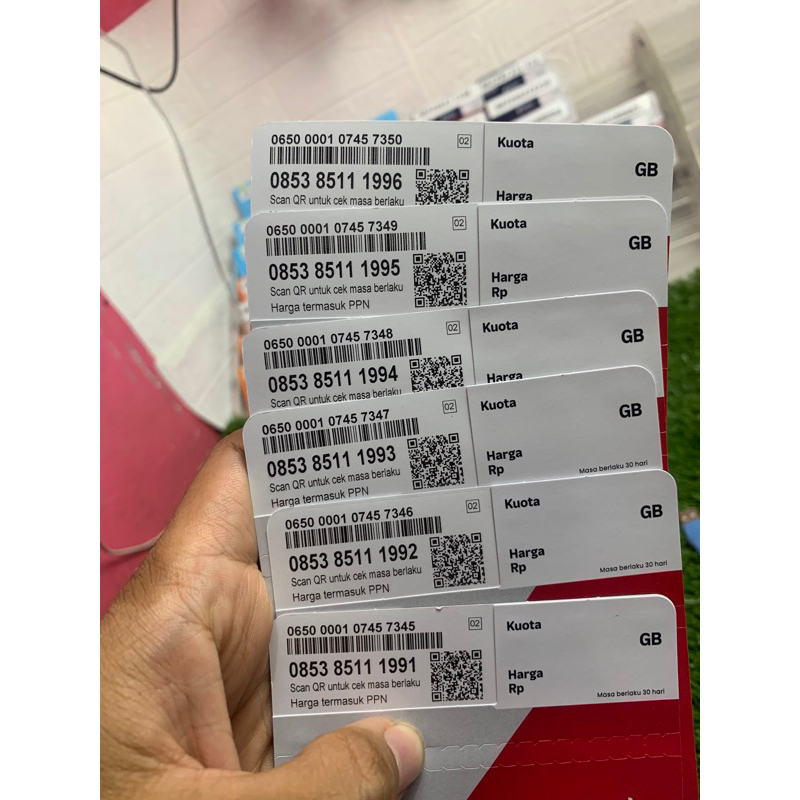 0650 0001 0745 7350
02
0853 8511 1996
Scan QR untuk cek masa berlaku
Kuota
GB
Harga
0650 0001 0745 7349
02
0853 8511 1995
Scan QR untuk cek masa berlaku
Harga termasuk PPN
Kuota
GB
Harga
Rp
0650 0001 0745 7348
02
0853 8511 1994
Scan QR untuk cek masa berlaku
Kuota
GB
Harga
0650 0001 0745 7347
02
0853 8511 1993
Scan QR untuk cek masa berlaku
Harga termasuk PPN
Kuota
GB
Harga
Rp
Masa berlaku 30 hari
0650 0001 0745 7346
02
0853 8511 1992
Scan QR untuk cek masa berlaku
Harga termasuk PPN
Kuota
GB
Harga
Rp
Masa berlaku 30 hari
0650 0001 0745 7345
02
0853 8511 1991
Scan QR untuk cek masa berlaku
Harga termasuk PPN
Kuota
GB
Harga
Rp
Masa berlaku 30 hari